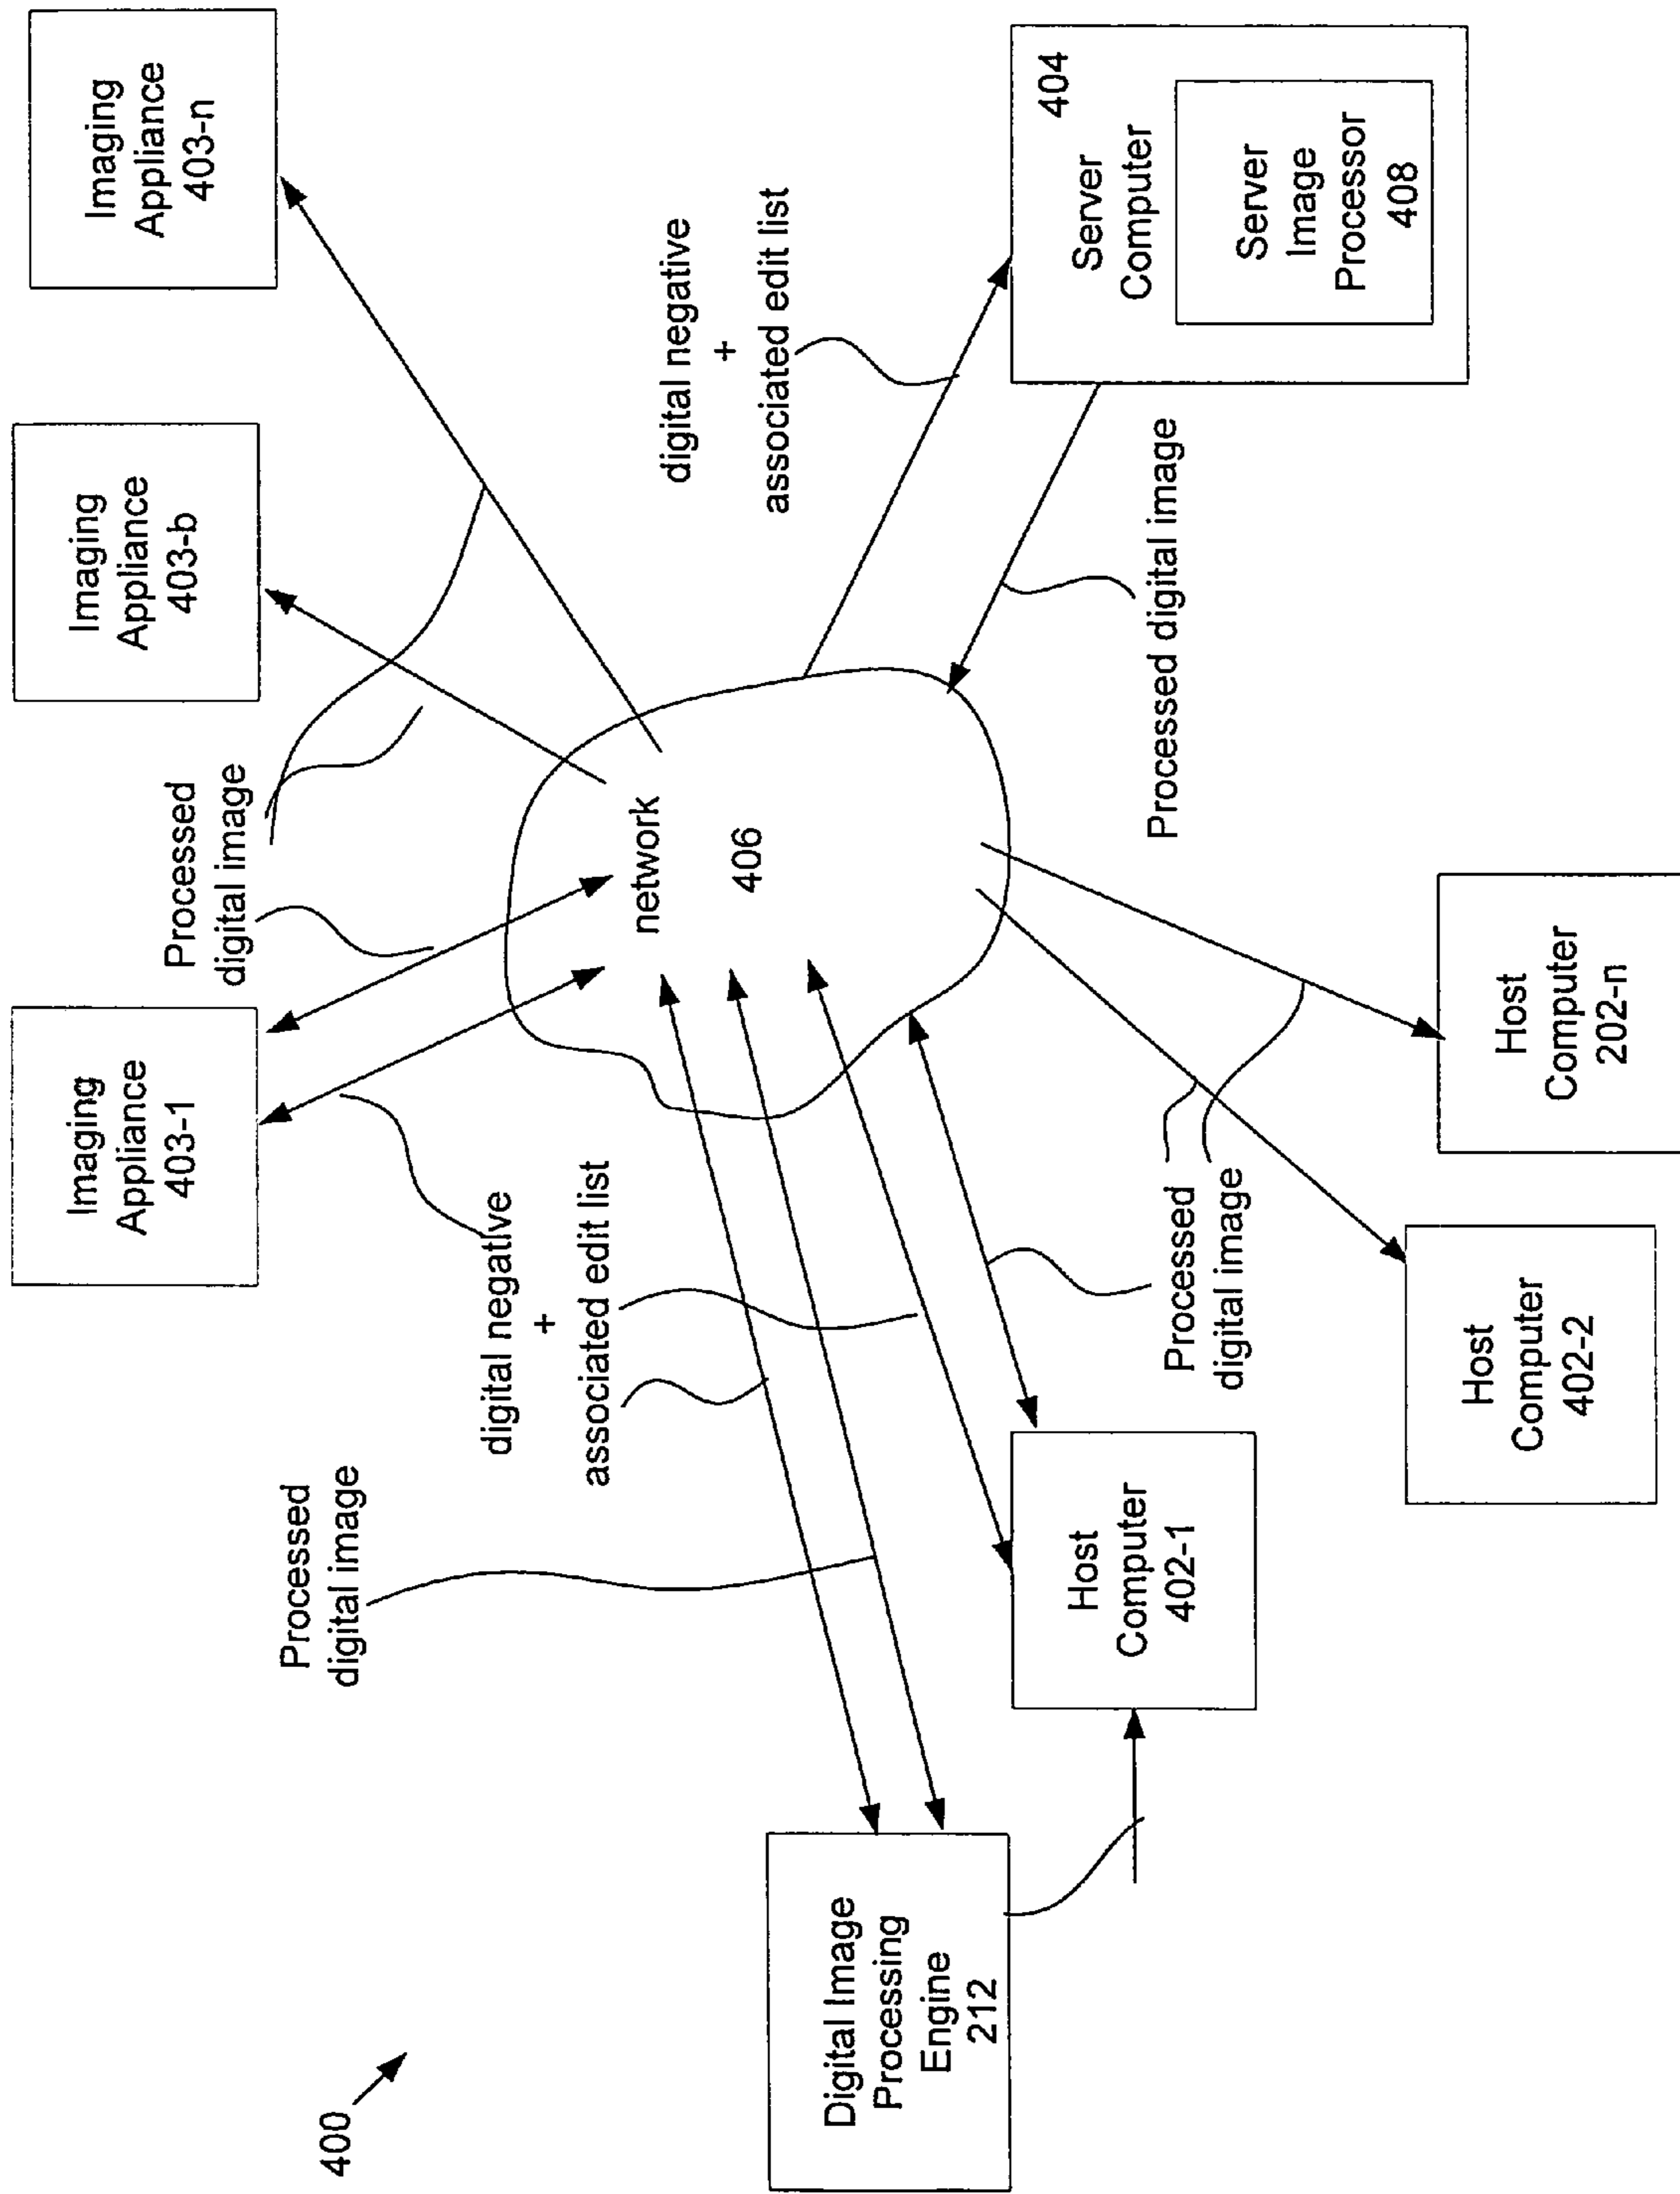 400
Imaging
Appliance
403-1
Imaging
Appliance
403-b
Imaging
Appliance
403-n
Processed
digital image
Processed
digital image
digital negative
+
associated edit list
network
406
digital negative
+
associated edit list
Digital Image
Processing
Engine
212
Host
Computer
402-1
Processed
digital image
Processed digital image
404
Server
Computer
Server
Image
Processor
408
Host
Computer
402-2
Host
Computer
202-n